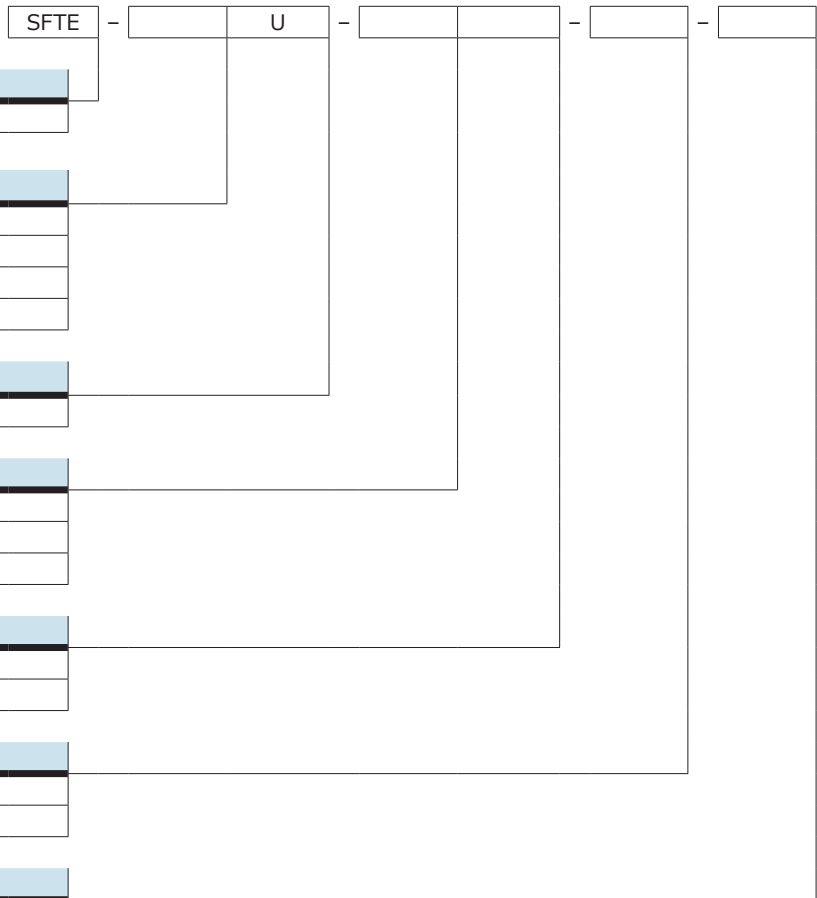 SFTE – U – – –